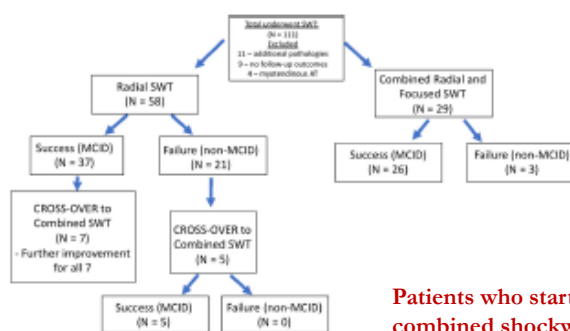 Total underwent SWT:
(N = 111)
Excluded
11 – additional pathologies
9 – no follow-up outcomes
4 – myotendinous AT
Radial SWT
(N = 58)
Combined Radial and
Focused SWT
(N = 29)
Success (MCID)
(N = 37)
Failure (non-MCID)
(N = 21)
Success (MCID)
(N = 26)
Failure (non-MCID)
(N = 3)
CROSS-OVER to
Combined SWT
(N = 7)
- Further improvement
for all 7
CROSS-OVER to
Combined SWT
(N = 5)
Success (MCID)
(N = 5)
Failure (non-MCID)
(N = 0)
Patients who start
combined shockw